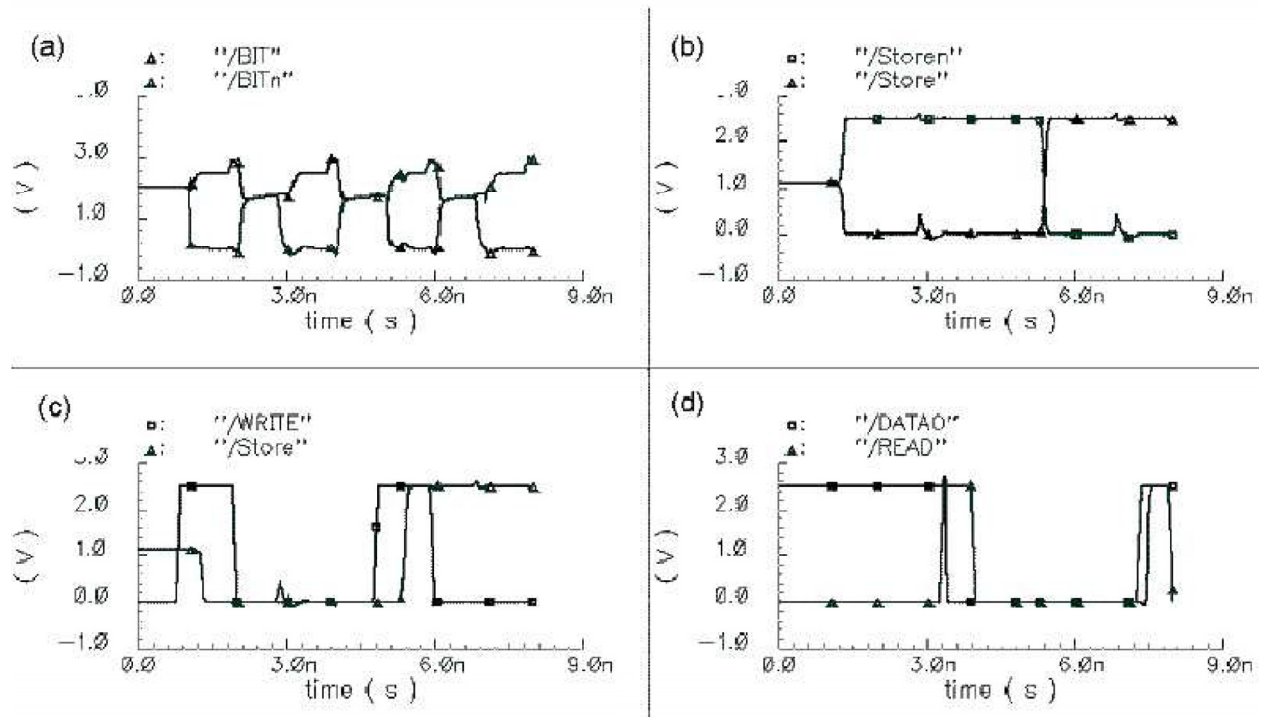 (a)
"/BIT"
"/BITn"
3.0
1.0
-1.0
(V)
0.0 3.0n 6.0n 9.0n
time (s)
(b)
"/Storen"
"/Store"
2.0
1.0
0.0
-1.0
(V)
0.0 3.0n 6.0n 9.0n
time (s)
(c)
"/WRITE"
"/Store"
3.0
2.0
1.0
0.0
-1.0
(V)
0.0 3.0n 6.0n 9.0n
time (s)
(d)
"/DATAO"
"/READ"
3.0
2.0
1.0
0.0
-1.0
(V)
0.0 3.0n 6.0n 9.0n
time (s)